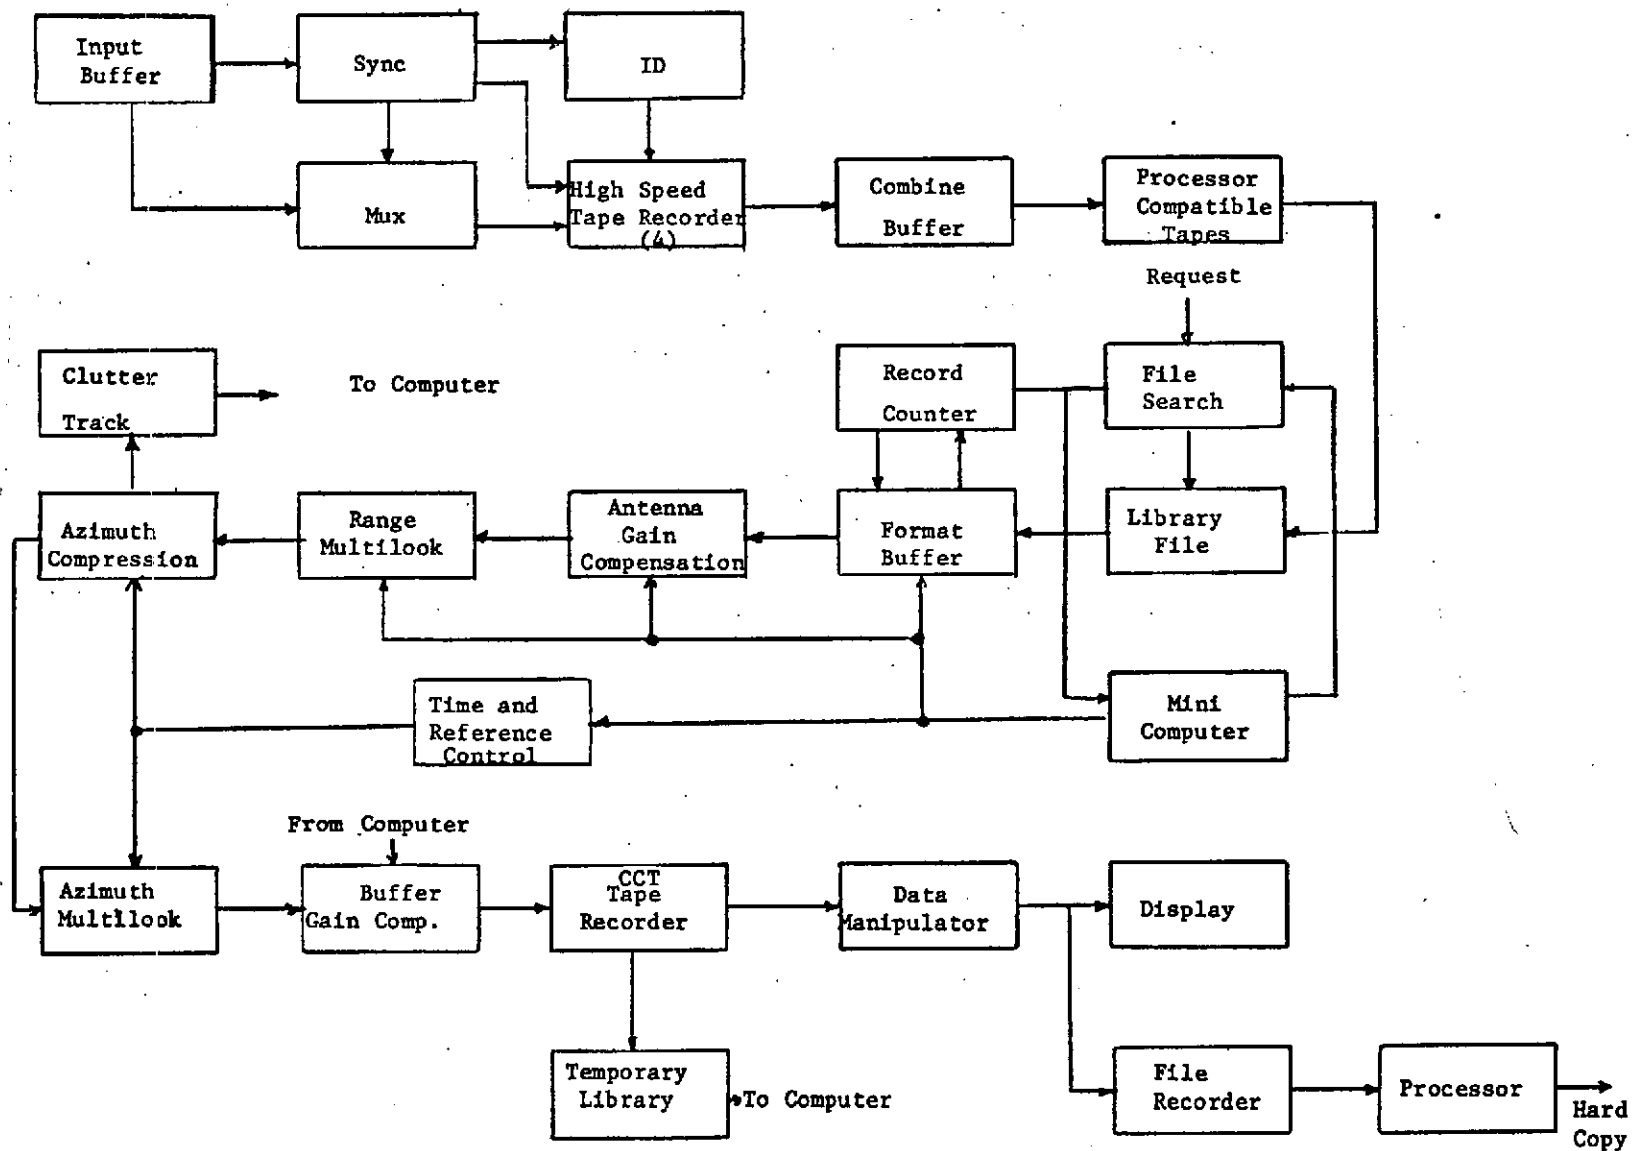 Input
Buffer
Sync
ID
Mux
High Speed
Tape Recorder
(4)
Combine
Buffer
Processor
Compatible
Tapes
Request
Clutter
Track
To Computer
Record
Counter
File
Search
Azimuth
Compression
Range
Multilook
Antenna
Gain
Compensation
Format
Buffer
Library
File
Time and
Reference
Control
Mini
Computer
From Computer
Azimuth
Multilook
Buffer
Gain Comp.
CCT
Tape
Recorder
Data
Manipulator
Display
Temporary
Library
To Computer
File
Recorder
Processor
Hard
Copy